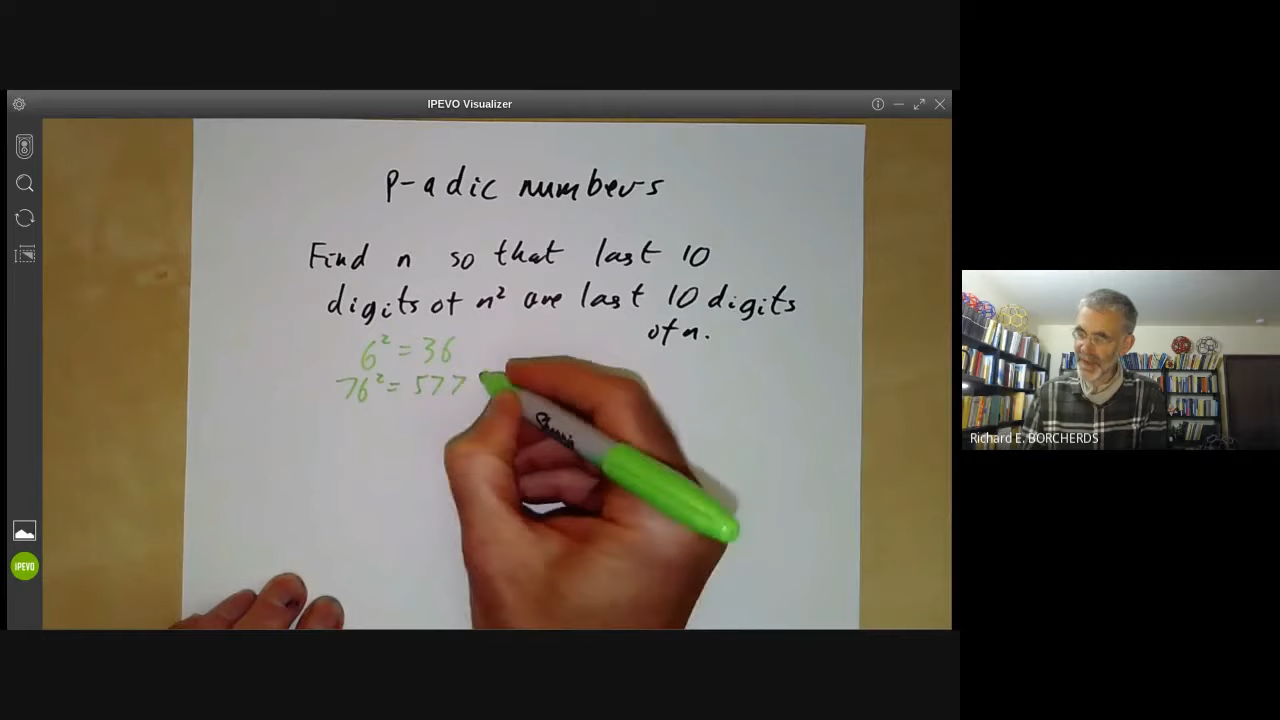 IPEVO Visualizer
p-adic numbers
Find n so that last 10
digits of n² are last 10 digits
of n.
6² = 36
76² = 577
Sharpie
IPEVO
Richard E. BORCHERDS